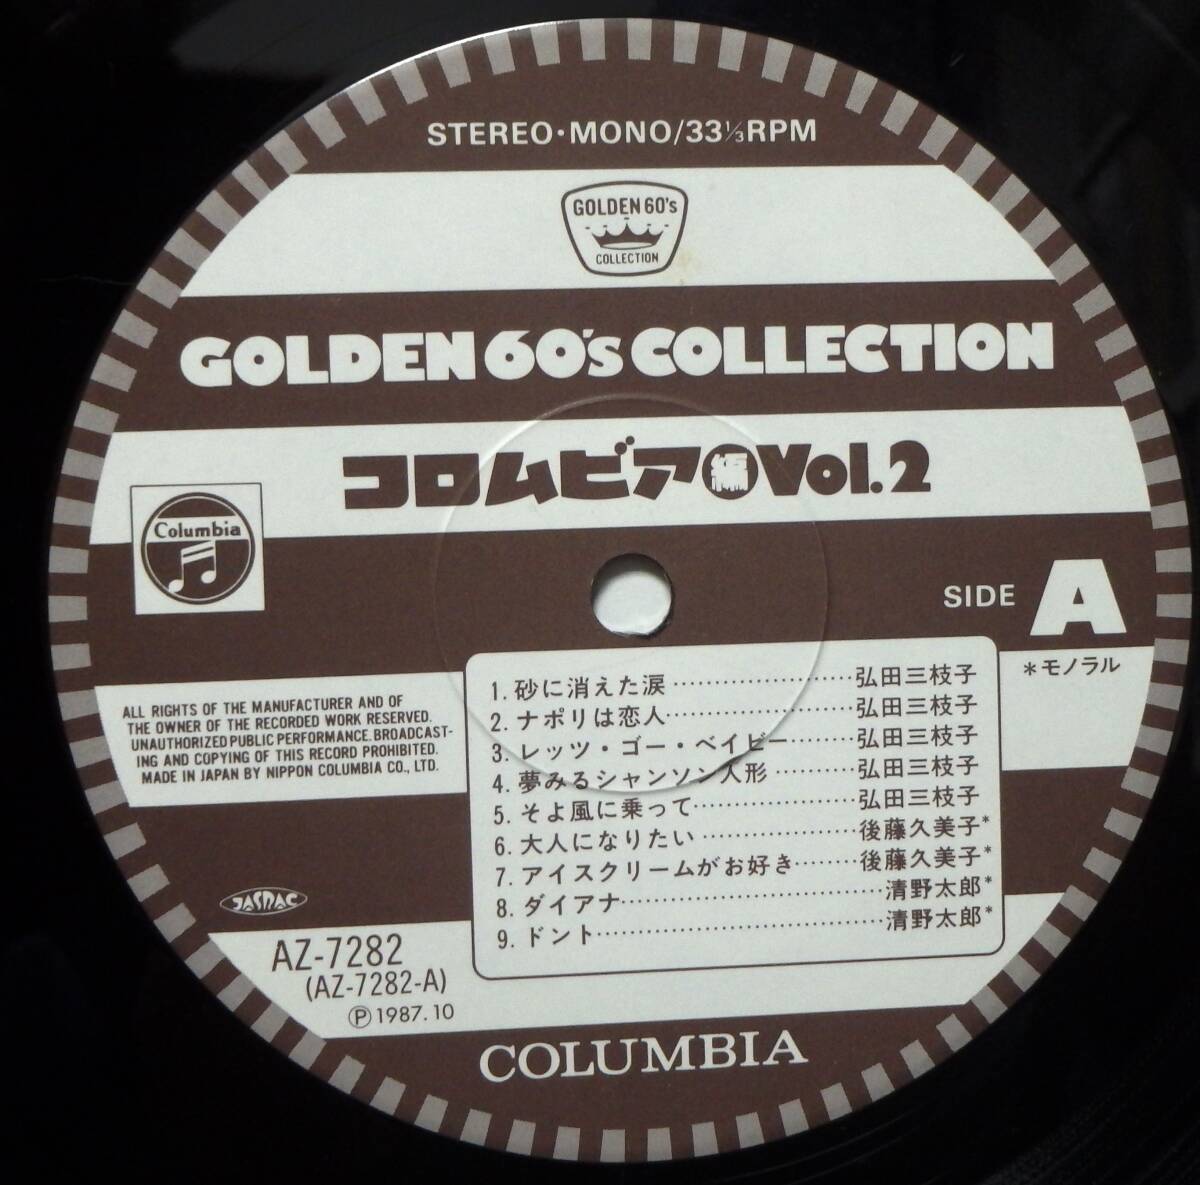 STEREO・MONO/33⅓RPM
GOLDEN 60's
COLLECTION
GOLDEN 60's COLLECTION
コロムビア編Vol.2
Columbia
SIDE A
*モノラル
ALL RIGHTS OF THE MANUFACTURER AND OF
THE OWNER OF THE RECORDED WORK RESERVED.
UNAUTHORIZED PUBLIC PERFORMANCE. BROADCAST-
ING AND COPYING OF THIS RECORD PROHIBITED.
MADE IN JAPAN BY NIPPON COLUMBIA CO., LTD.
1. 砂に消えた涙……………………弘田三枝子
2. ナポリは恋人……………………弘田三枝子
3. レッツ・ゴー・ベイビー………弘田三枝子
4. 夢みるシャンソン人形…………弘田三枝子
5. そよ風に乗って…………………弘田三枝子
6. 大人になりたい…………………後藤久美子*
7. アイスクリームがお好き………後藤久美子*
8. ダイアナ…………………………清野太郎*
9. ドント……………………………清野太郎*
JASRAC
AZ-7282
(AZ-7282-A)
Ⓟ1987.10
COLUMBIA